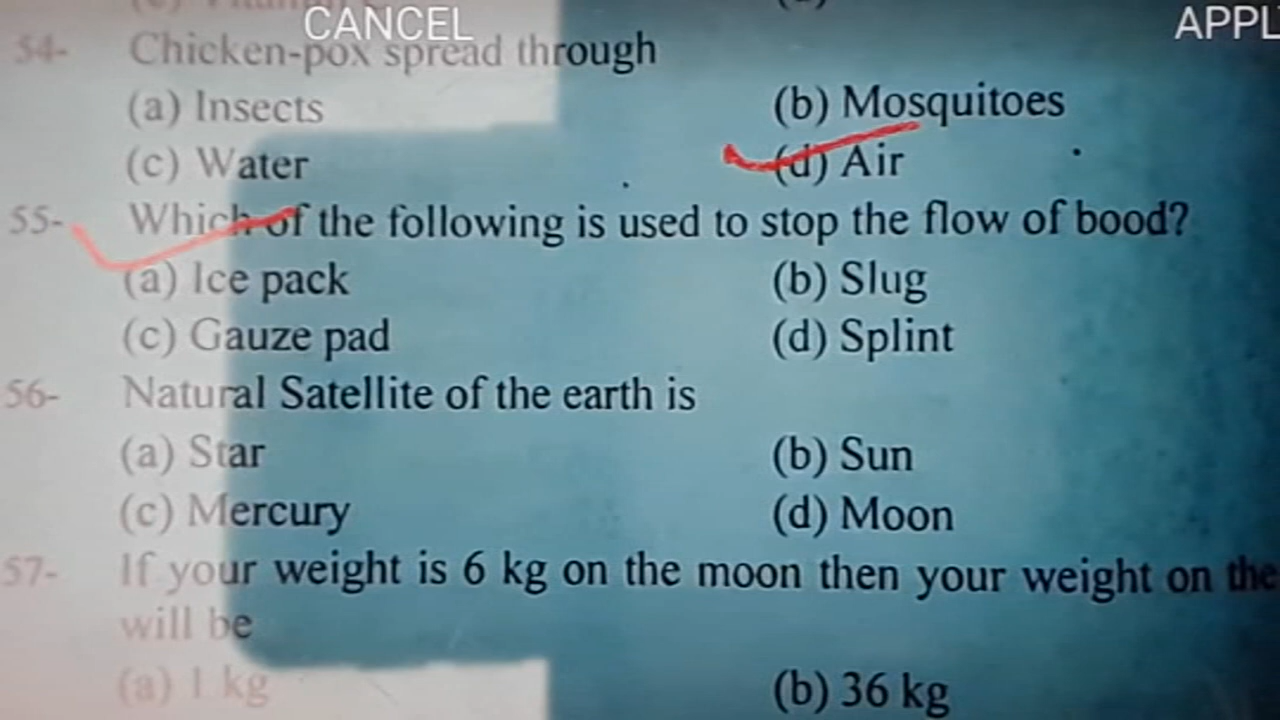 CANCEL APPL
54- Chicken-pox spread through
(a) Insects (b) Mosquitoes
(c) Water (d) Air
55- Which of the following is used to stop the flow of bood?
(a) Ice pack (b) Slug
(c) Gauze pad (d) Splint
56- Natural Satellite of the earth is
(a) Star (b) Sun
(c) Mercury (d) Moon
57- If your weight is 6 kg on the moon then your weight on the
will be
(a) 1 kg (b) 36 kg